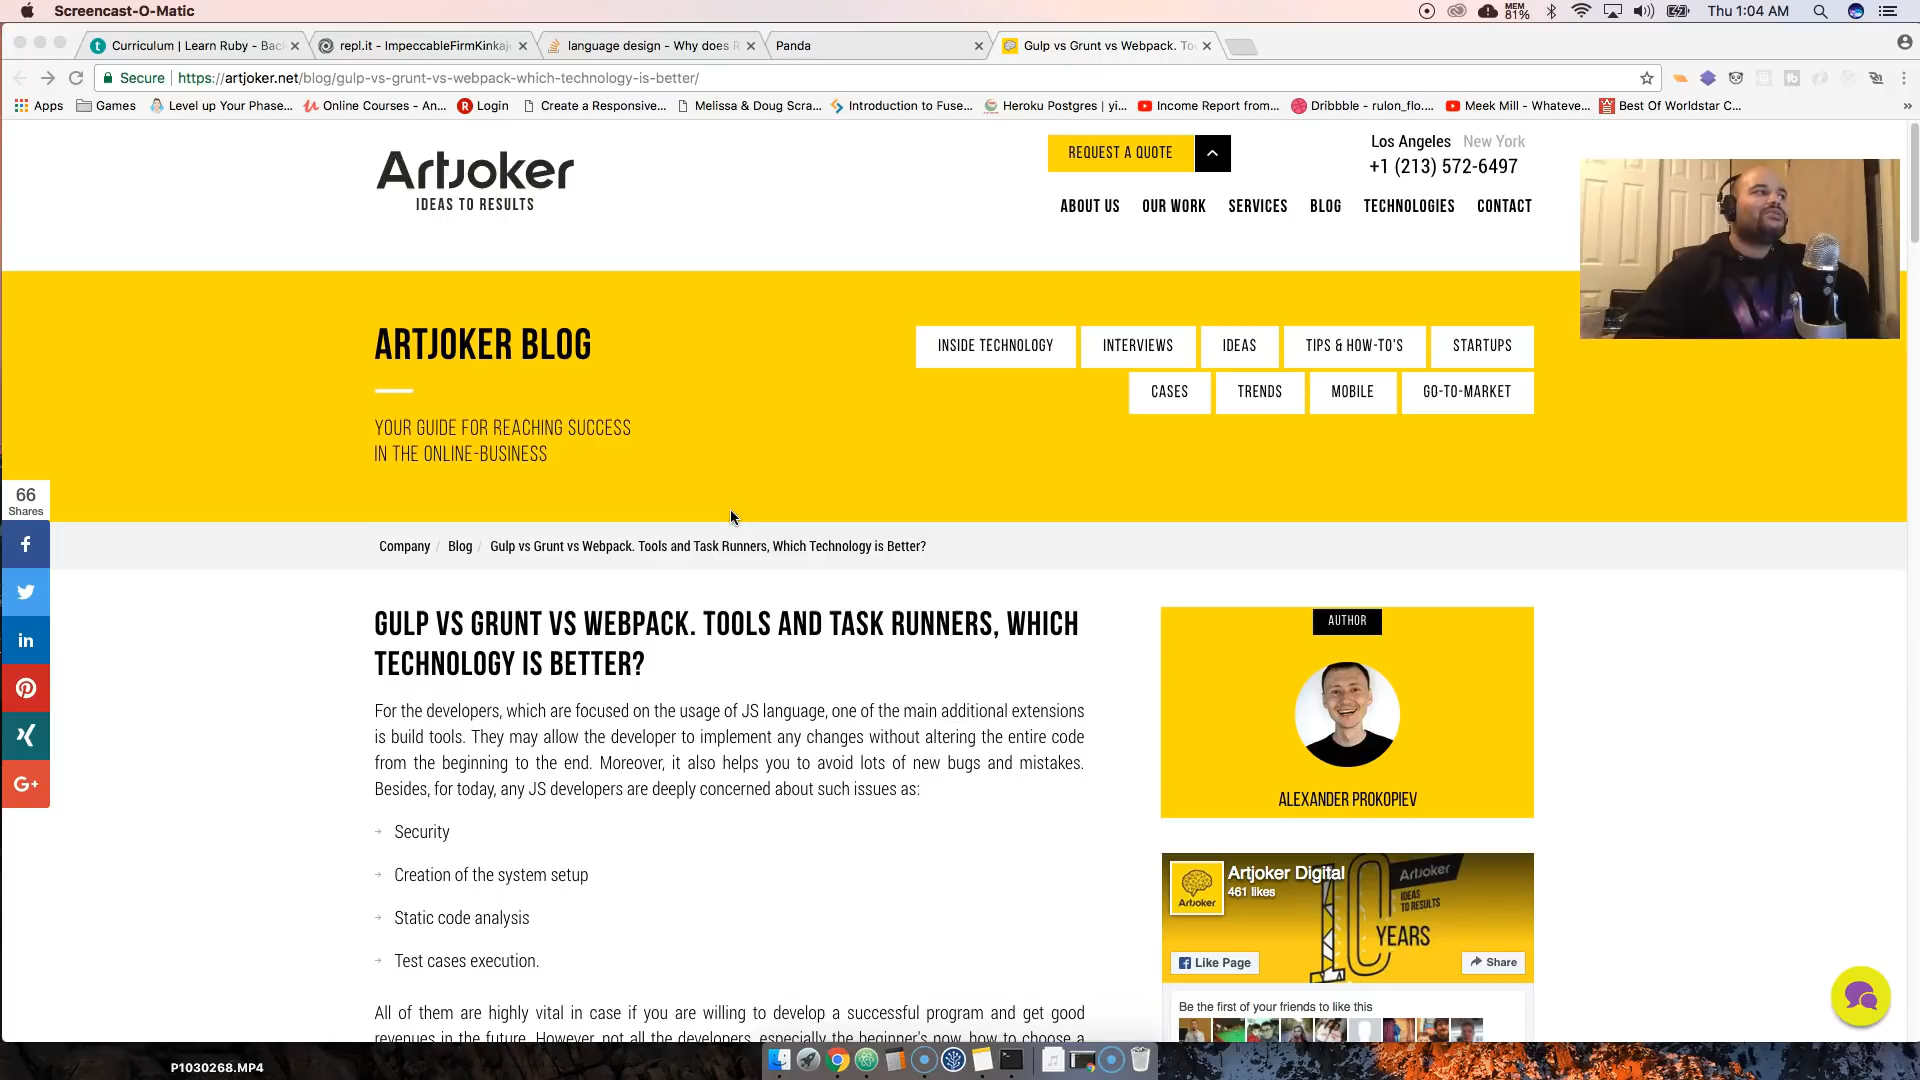 Screencast-O-Matic
MEM
81%
Thu 1:04 AM
Curriculum | Learn Ruby - Bac
repl.it - ImpeccableFirmKinkaj
language design - Why does R
Panda
Gulp vs Grunt vs Webpack. To
Secure
https://artjoker.net/blog/gulp-vs-grunt-vs-webpack-which-technology-is-better/
Apps
Games
Level up Your Phase...
Online Courses - An...
Login
Create a Responsive...
Melissa & Doug Scra...
Introduction to Fuse...
Heroku Postgres | yi...
Income Report from...
Dribbble - rulon_flo....
Meek Mill - Whateve...
Best Of Worldstar C...
Artjoker
IDEAS TO RESULTS
REQUEST A QUOTE
Los Angeles New York
+1 (213) 572-6497
ABOUT US
OUR WORK
SERVICES
BLOG
TECHNOLOGIES
CONTACT
ARTJOKER BLOG
YOUR GUIDE FOR REACHING SUCCESS
IN THE ONLINE-BUSINESS
INSIDE TECHNOLOGY
INTERVIEWS
IDEAS
TIPS & HOW-TO'S
STARTUPS
CASES
TRENDS
MOBILE
GO-TO-MARKET
66
Shares
Company / Blog / Gulp vs Grunt vs Webpack. Tools and Task Runners, Which Technology is Better?
GULP VS GRUNT VS WEBPACK. TOOLS AND TASK RUNNERS, WHICH
TECHNOLOGY IS BETTER?
For the developers, which are focused on the usage of JS language, one of the main additional extensions
is build tools. They may allow the developer to implement any changes without altering the entire code
from the beginning to the end. Moreover, it also helps you to avoid lots of new bugs and mistakes.
Besides, for today, any JS developers are deeply concerned about such issues as:
Security
Creation of the system setup
Static code analysis
Test cases execution.
All of them are highly vital in case if you are willing to develop a successful program and get good
revenues in the future. However, not all the developers, especially the beginner's now, how to choose a
AUTHOR
ALEXANDER PROKOPIEV
Artjoker
Artjoker Digital
461 likes
Artjoker
IDEAS
TO RESULTS
10
YEARS
Like Page
Share
Be the first of your friends to like this
P1030268.MP4